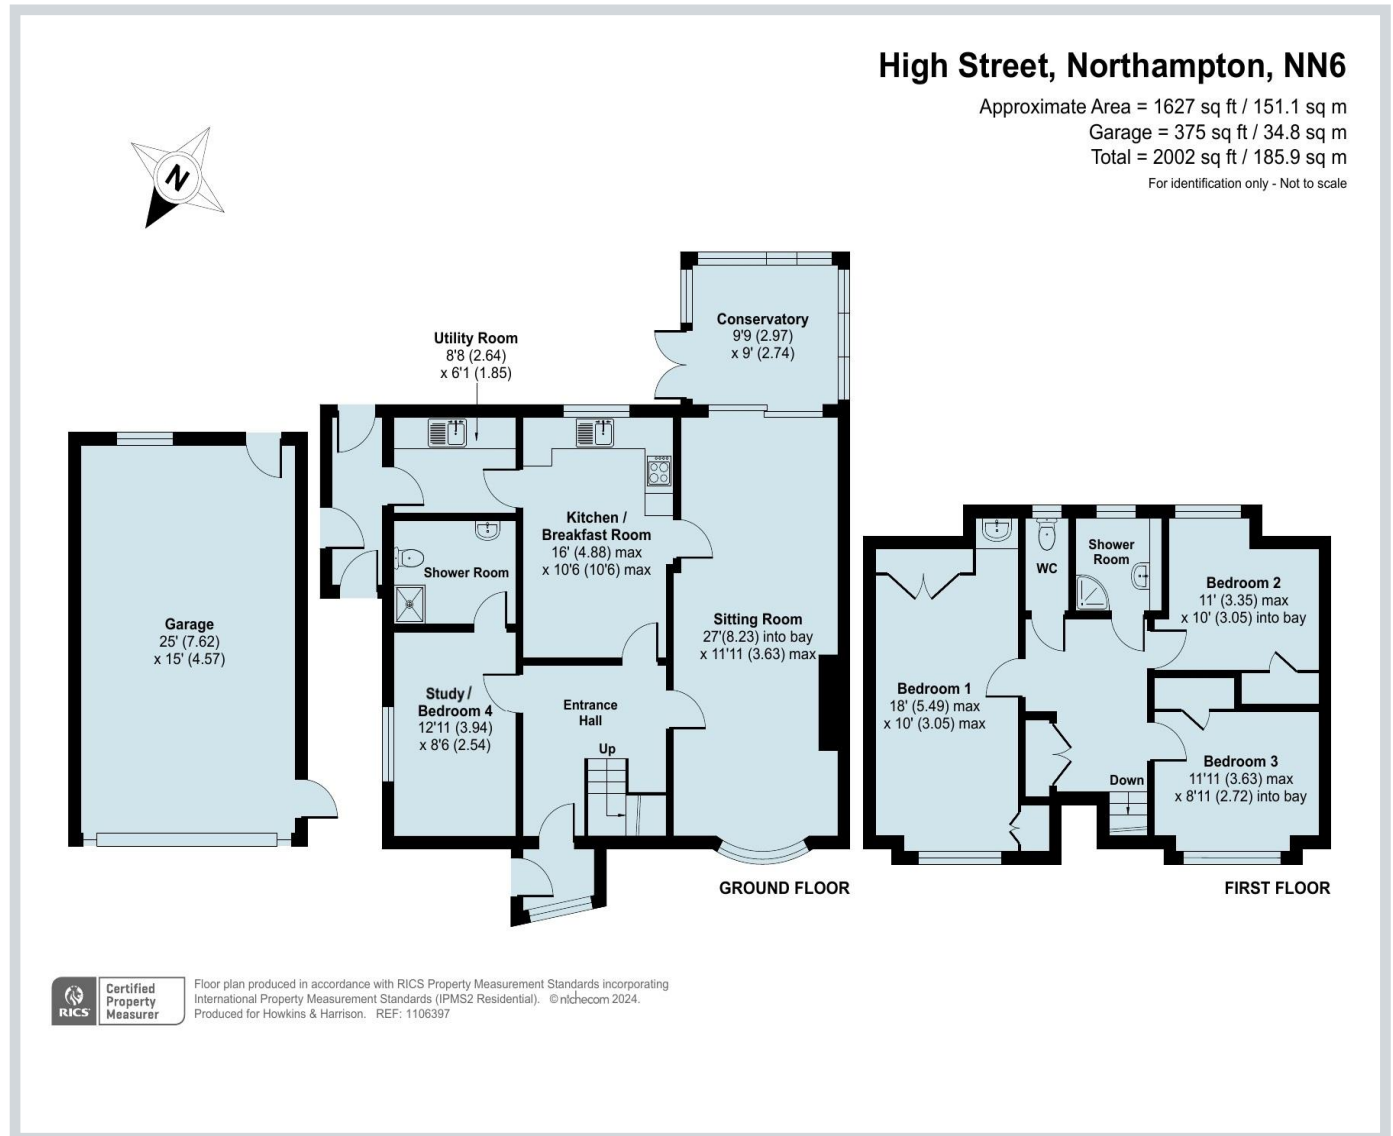 High Street, Northampton, NN6
Approximate Area = 1627 sq ft / 151.1 sq m
Garage = 375 sq ft / 34.8 sq m
Total = 2002 sq ft / 185.9 sq m
For identification only - Not to scale
N
Conservatory
9'9 (2.97)
x 9' (2.74)
Utility Room
8'8 (2.64)
x 6'1 (1.85)
Kitchen /
Breakfast Room
16' (4.88) max
x 10'6 (10'6) max
Shower Room
Garage
25' (7.62)
x 15' (4.57)
Sitting Room
27'(8.23) into bay
x 11'11 (3.63) max
Study /
Bedroom 4
12'11 (3.94)
x 8'6 (2.54)
Entrance
Hall
Up
GROUND FLOOR
WC
Shower
Room
Bedroom 2
11' (3.35) max
x 10' (3.05) into bay
Bedroom 1
18' (5.49) max
x 10' (3.05) max
Bedroom 3
11'11 (3.63) max
x 8'11 (2.72) into bay
Down
FIRST FLOOR
RICS
Certified
Property
Measurer
Floor plan produced in accordance with RICS Property Measurement Standards incorporating
International Property Measurement Standards (IPMS2 Residential). © nichecom 2024.
Produced for Howkins & Harrison. REF: 1106397